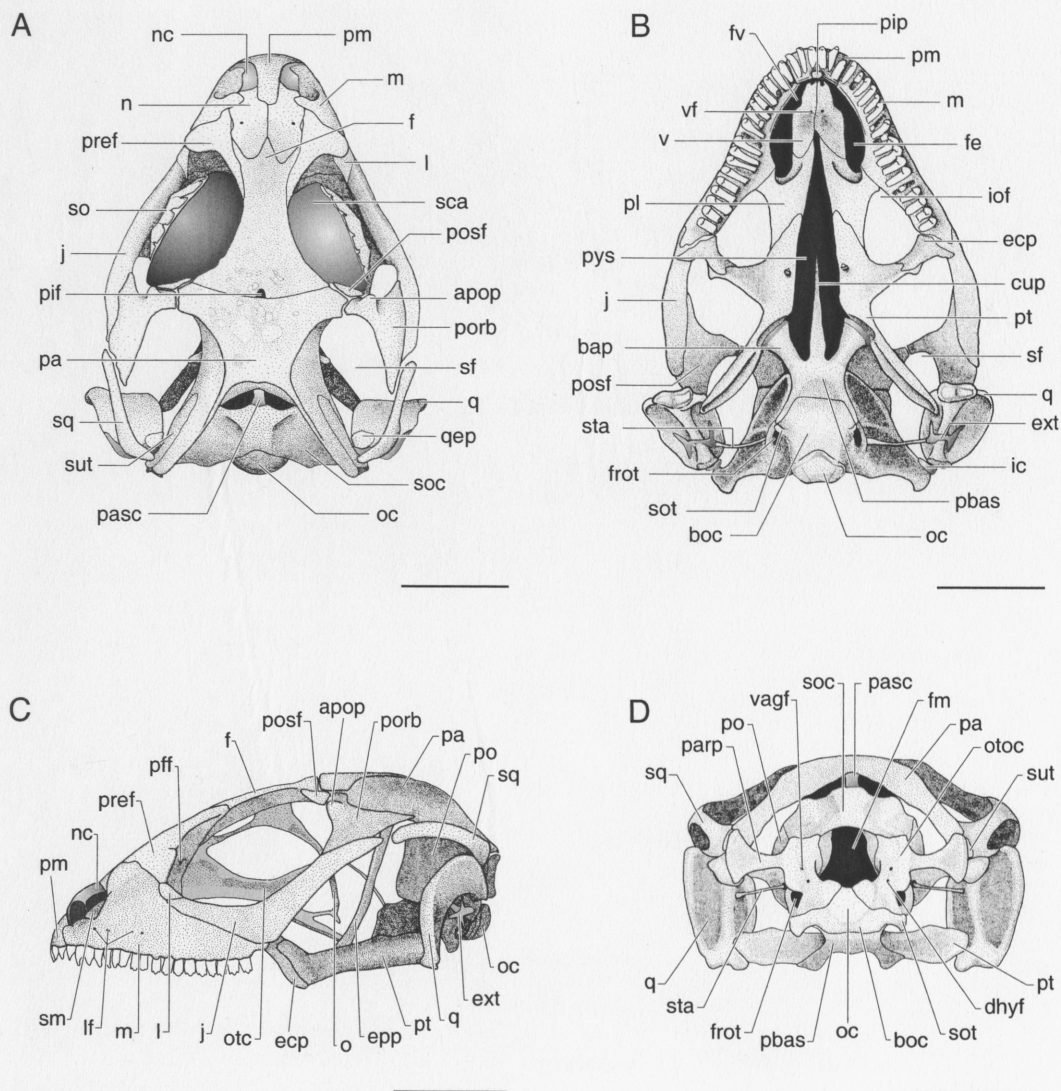 A
nc
pm
n
m
pref
f
l
so
sca
j
posf
pif
apop
pa
porb
sf
sq
q
qep
sut
soc
pasc
oc
B
pip
fv
pm
vf
m
v
fe
pl
iof
pys
ecp
j
cup
bap
pt
posf
sf
sta
q
frot
ext
sot
ic
boc
pbas
oc
C
posf
apop
porb
f
pa
pff
po
pref
sq
nc
pm
oc
ext
sm
lf
m
l
j
otc
ecp
o
epp
pt
q
D
soc
pasc
vagf
fm
po
pa
parp
otoc
sq
sut
q
pt
sta
dhyf
frot
sot
pbas
oc
boc